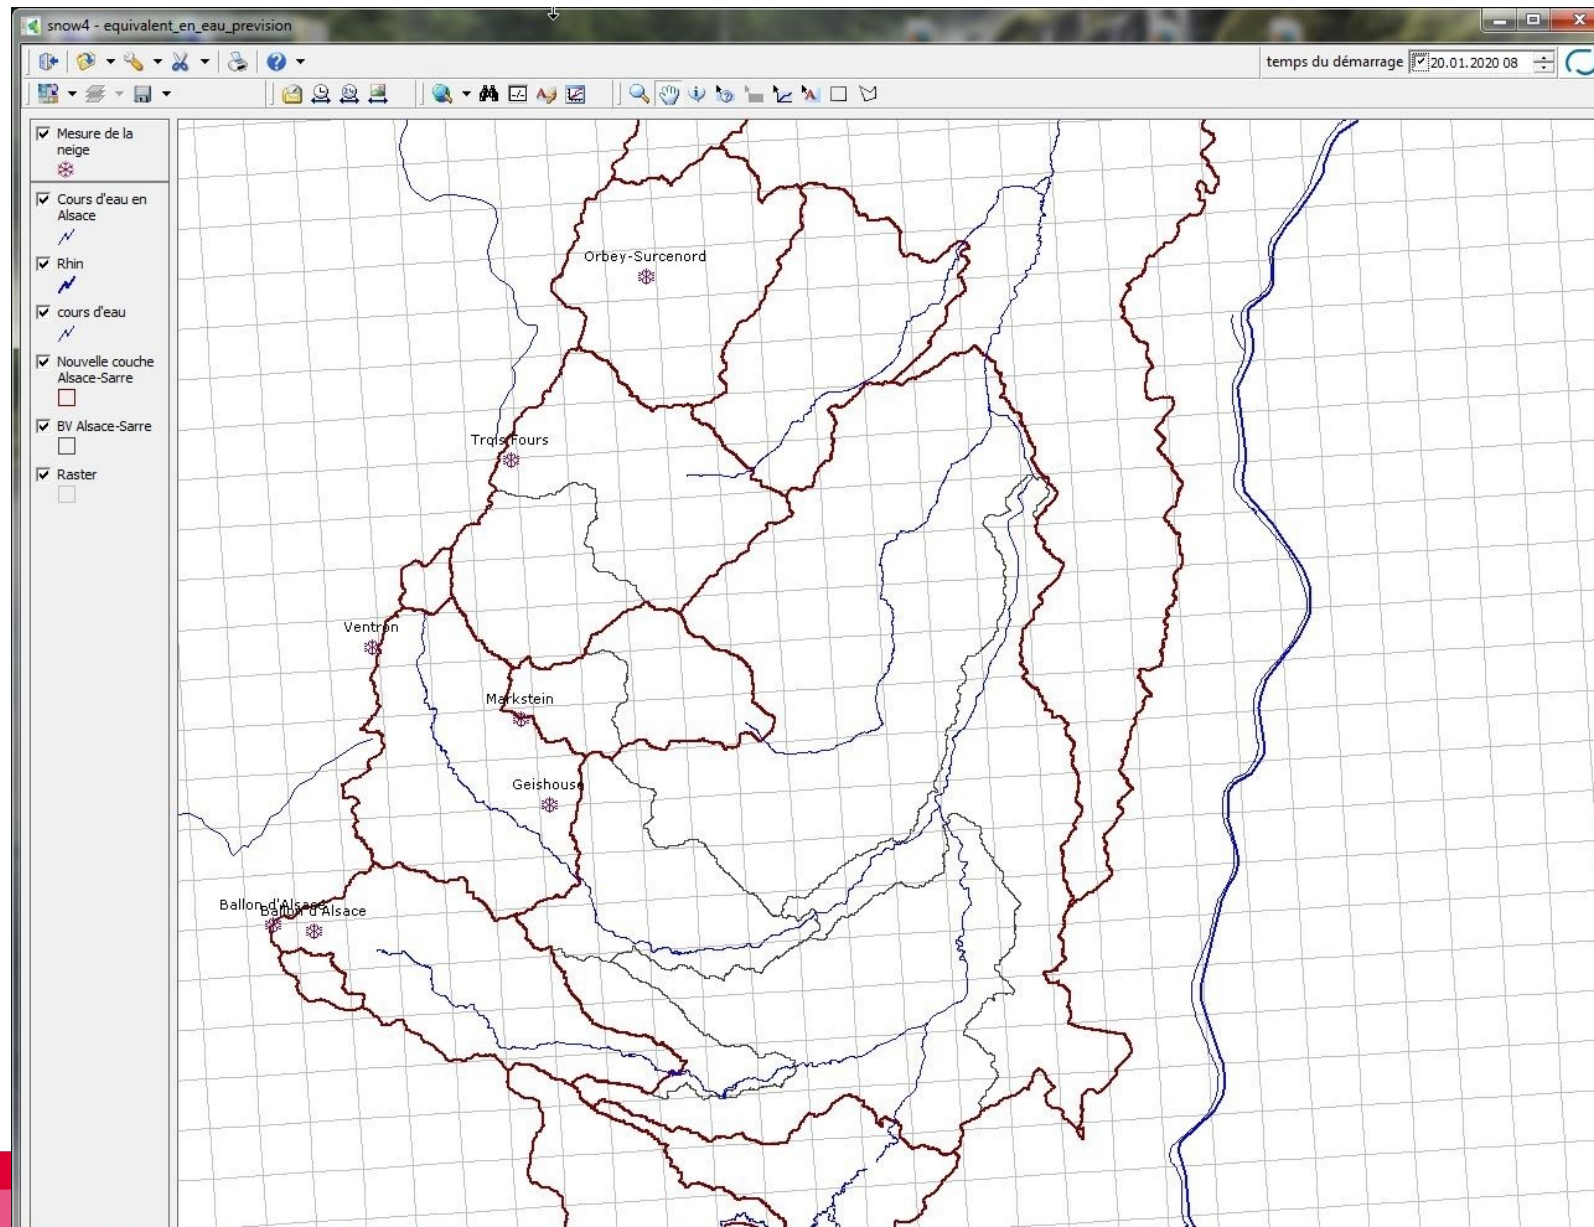 snow4 - equivalent_en_eau_prevision
temps du démarrage 20.01.2020 08
Mesure de la
neige
Cours d'eau en
Alsace
Rhin
cours d'eau
Nouvelle couche
Alsace-Sarre
BV Alsace-Sarre
Raster
Orbey-Surcenord
Trois Fours
Ventron
Markstein
Geishouse
Ballon d'Alsace
Ballon d'Alsace